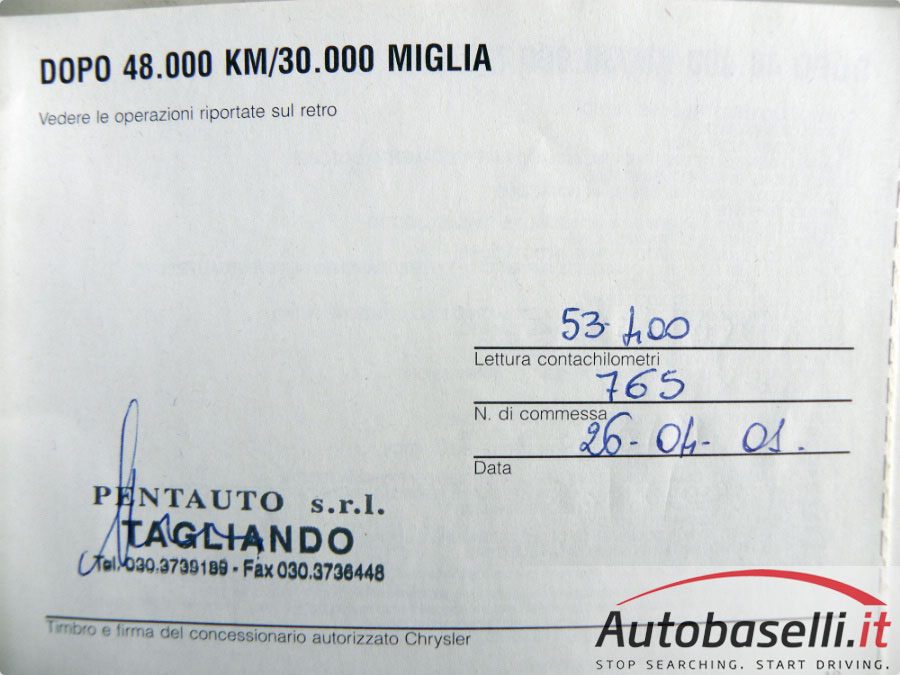 DOPO 48.000 KM/30.000 MIGLIA
Vedere le operazioni riportate sul retro
53.400
Lettura contachilometri
765
N. di commessa
26-04-01.
Data
PENTAUTO s.r.l.
TAGLIANDO
Tel. 030.3739189 - Fax 030.3736448
Timbro e firma del concessionario autorizzato Chrysler
Autobaselli.it
STOP SEARCHING. START DRIVING.